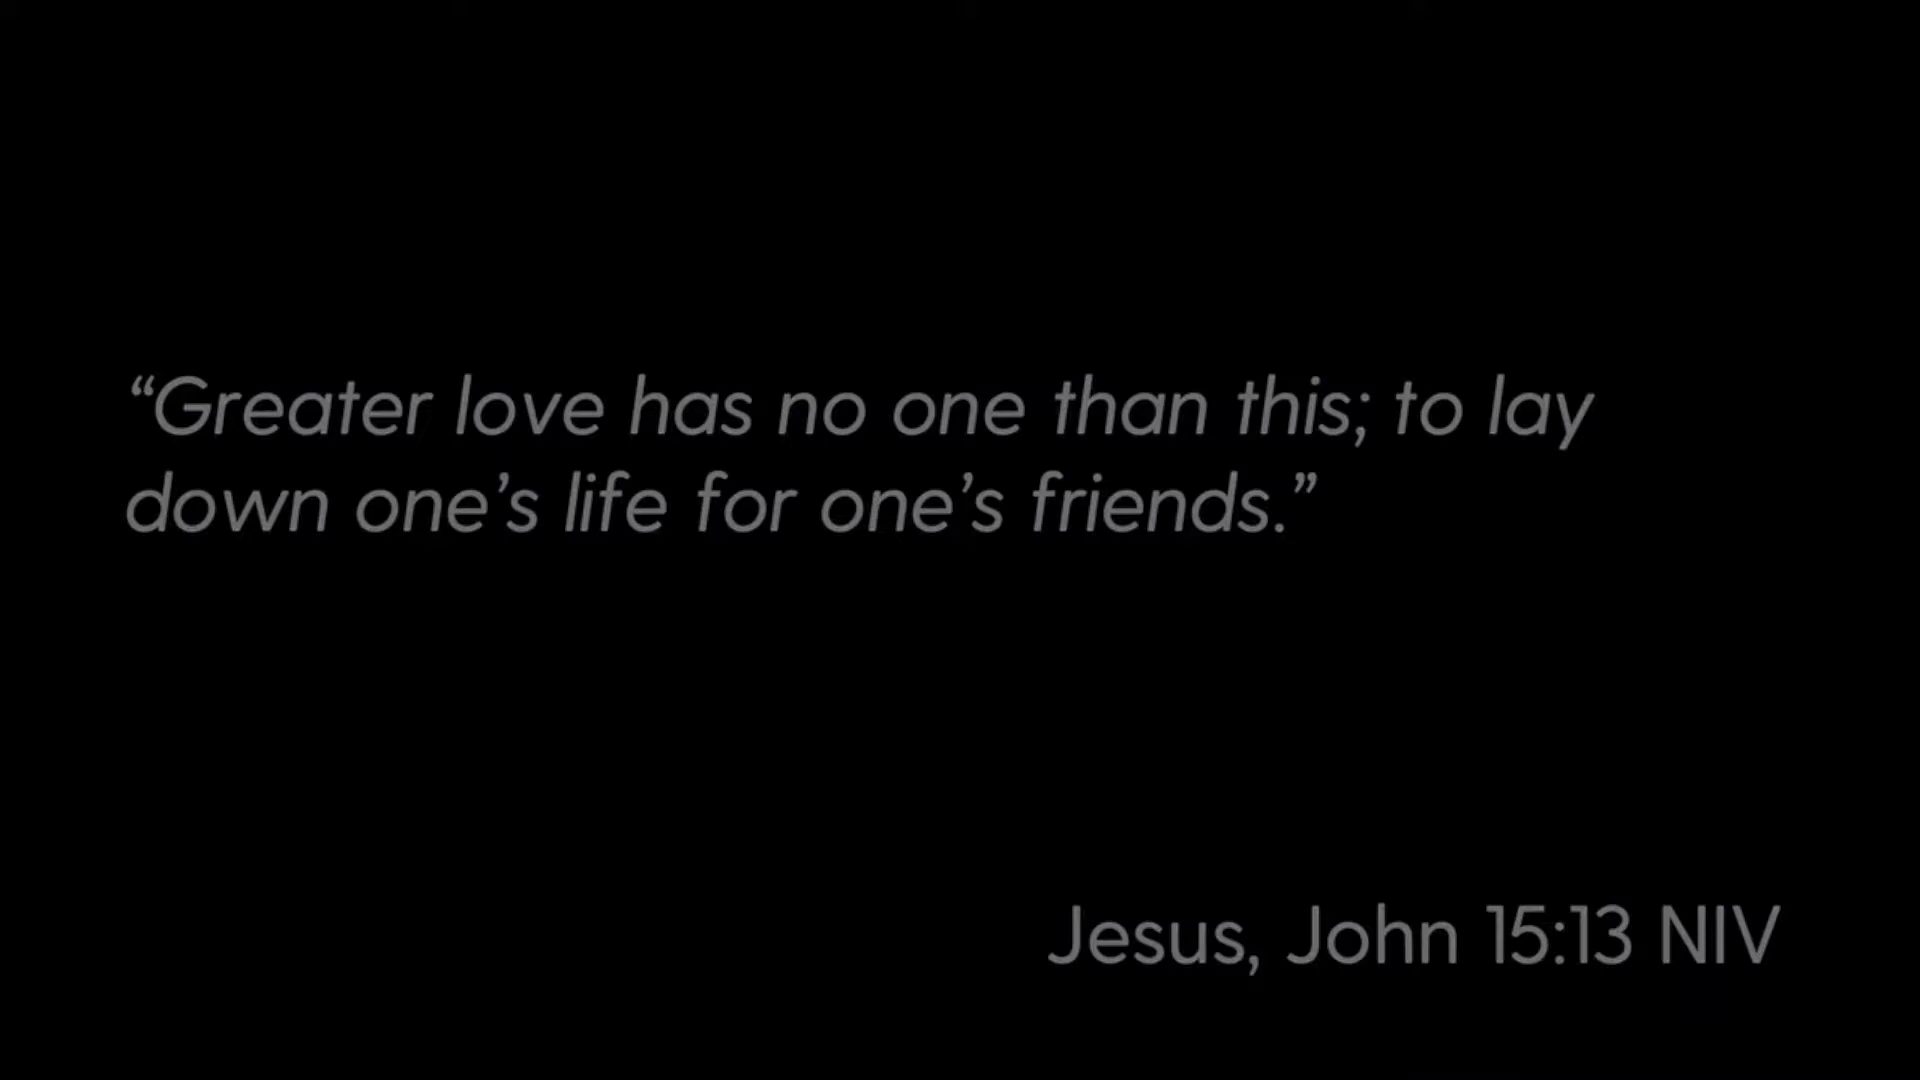 “Greater love has no one than this; to lay
down one’s life for one’s friends.”
Jesus, John 15:13 NIV